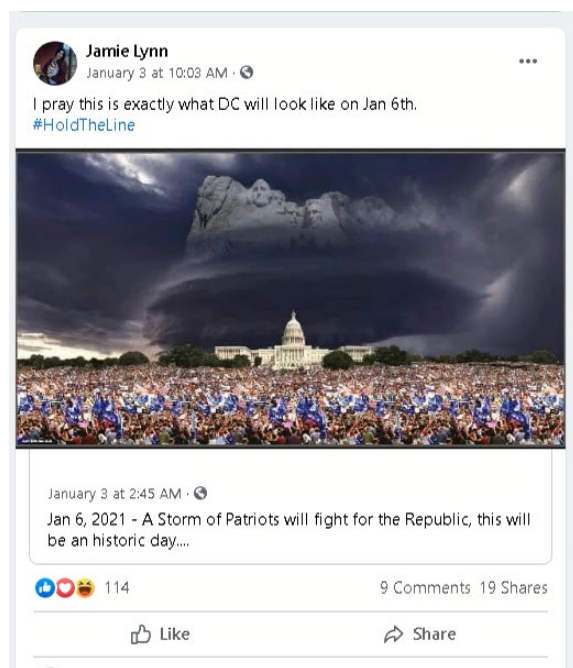 Jamie Lynn
January 3 at 10:03 AM ·
I pray this is exactly what DC will look like on Jan 6th.
#HoldTheLine
January 3 at 2:45 AM ·
Jan 6, 2021 - A Storm of Patriots will fight for the Republic, this will
be an historic day....
114
9 Comments 19 Shares
Like
Share